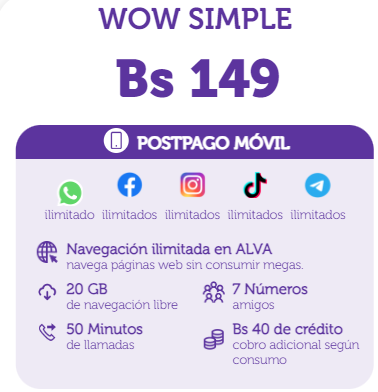 WOW SIMPLE
Bs 149
POSTPAGO MÓVIL
ilimitado ilimitados ilimitados ilimitados ilimitados
Navegación ilimitada en ALVA
navega páginas web sin consumir megas.
20 GB
de navegación libre
7 Números
amigos
50 Minutos
de llamadas
Bs 40 de crédito
cobro adicional según
consumo